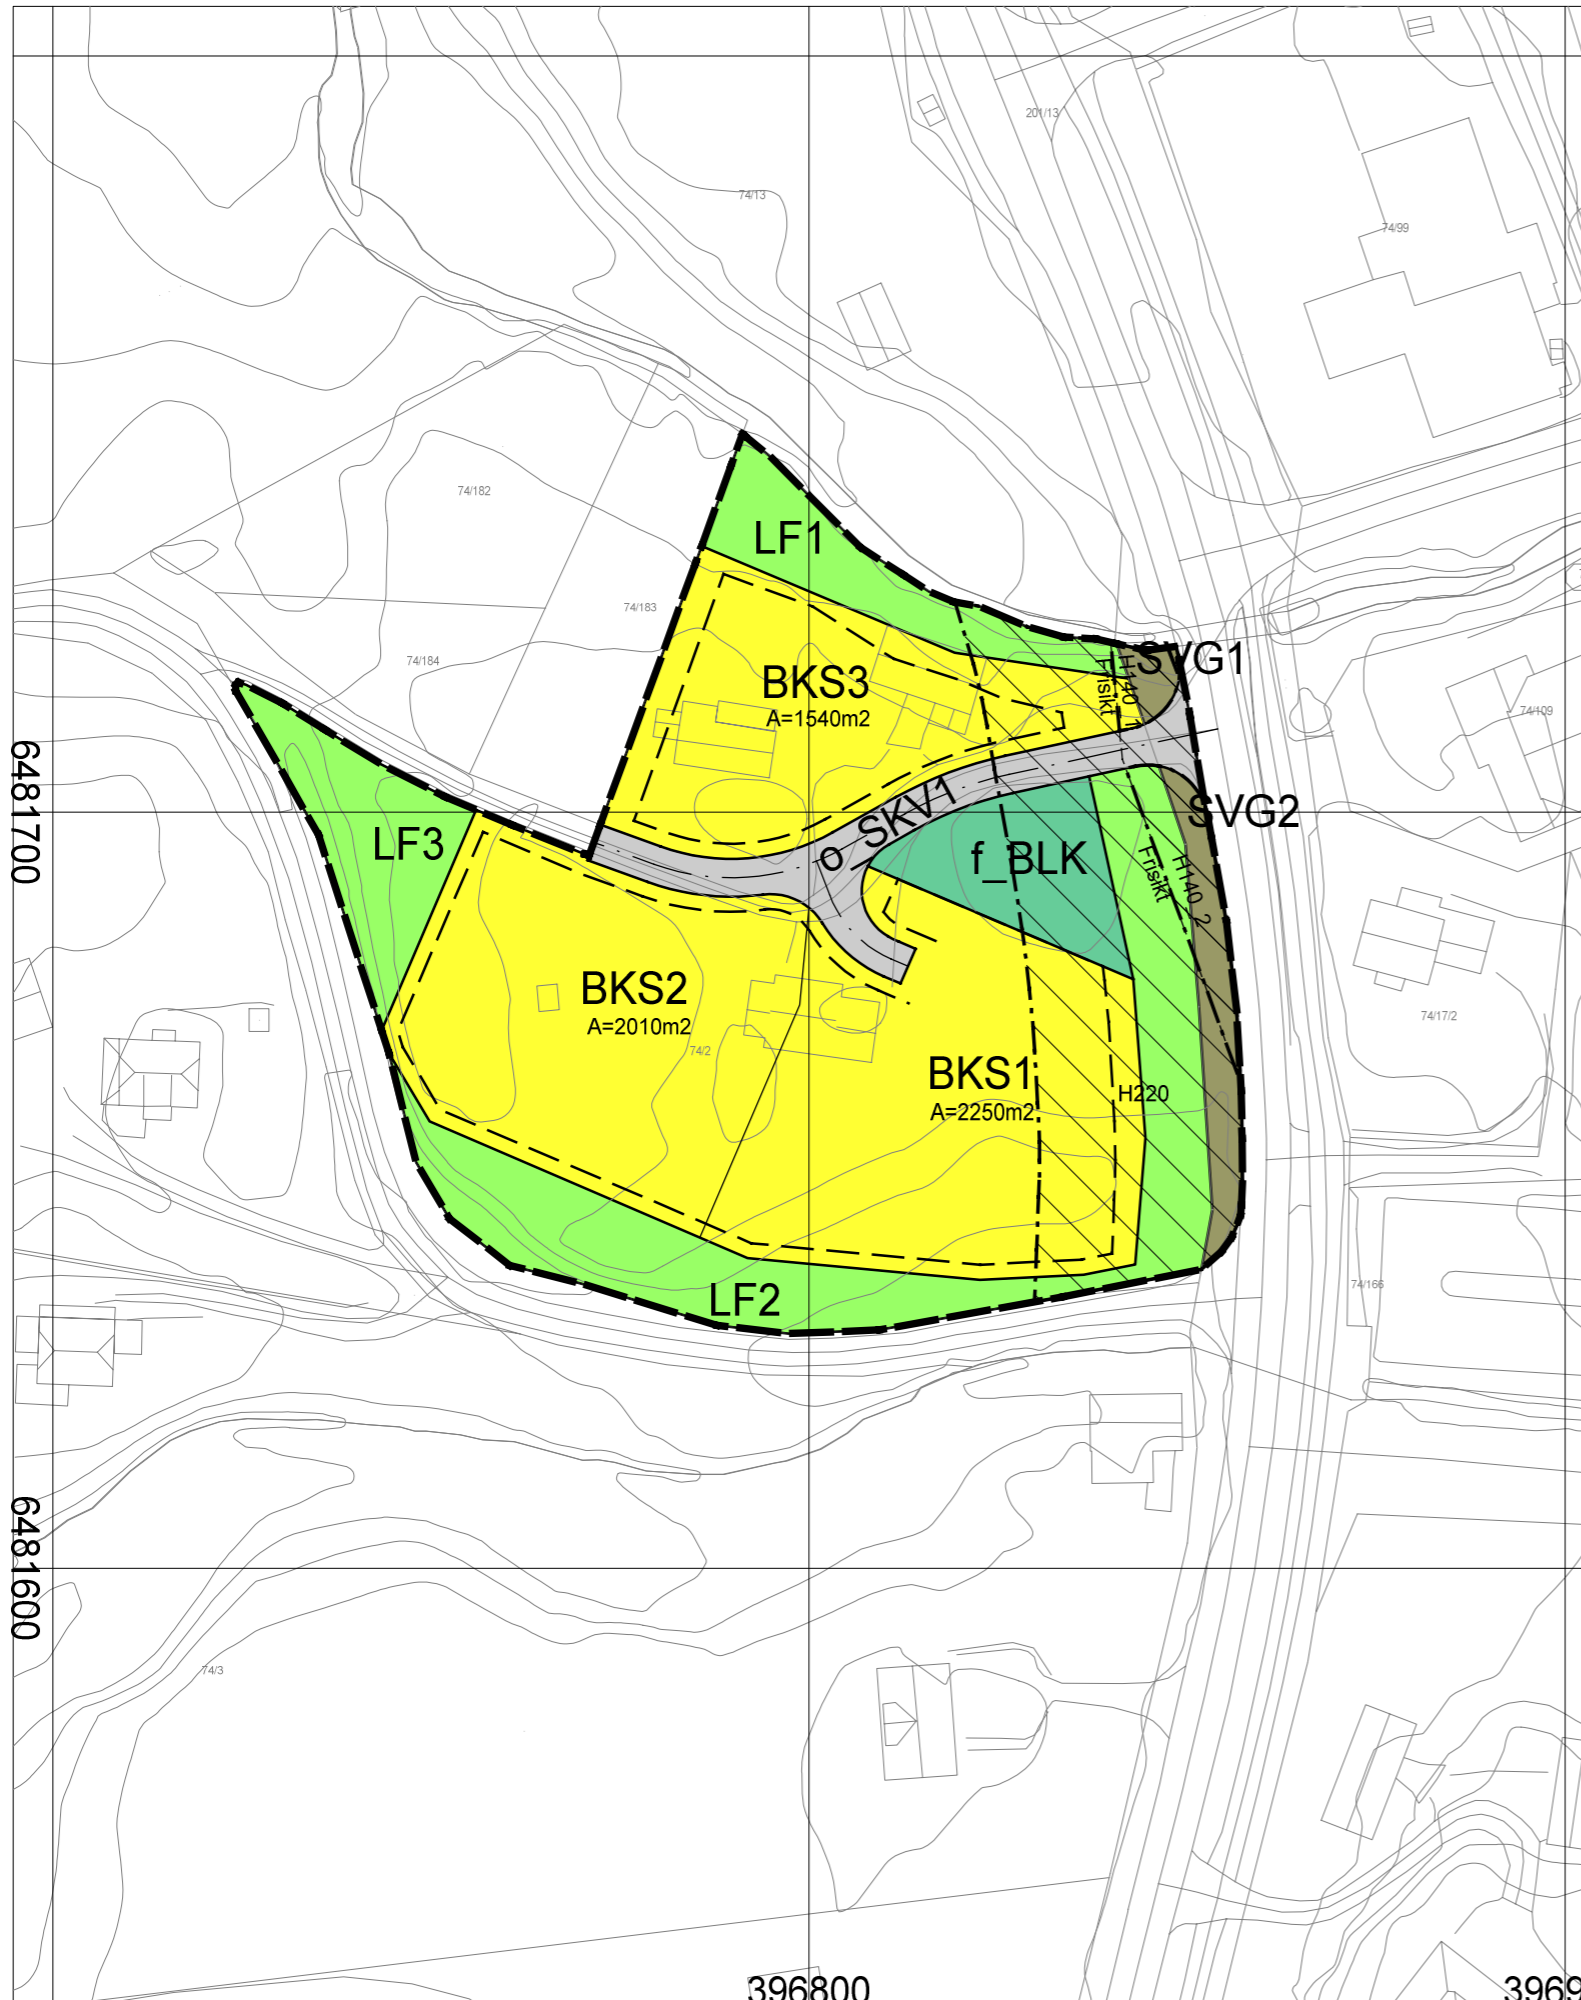 201/13
74/13
74/99
74/182
LF1
74/183
SVG1
H140_1
Frisikt
74/184
BKS3
A=1540m2
74/109
6481700
o_SKV1
SVG2
LF3
f_BLK
H140_2
Frisikt
BKS2
A=2010m2
74/17/2
74/2
BKS1
A=2250m2
H220
74/166
LF2
6481600
74/3
396800
3969